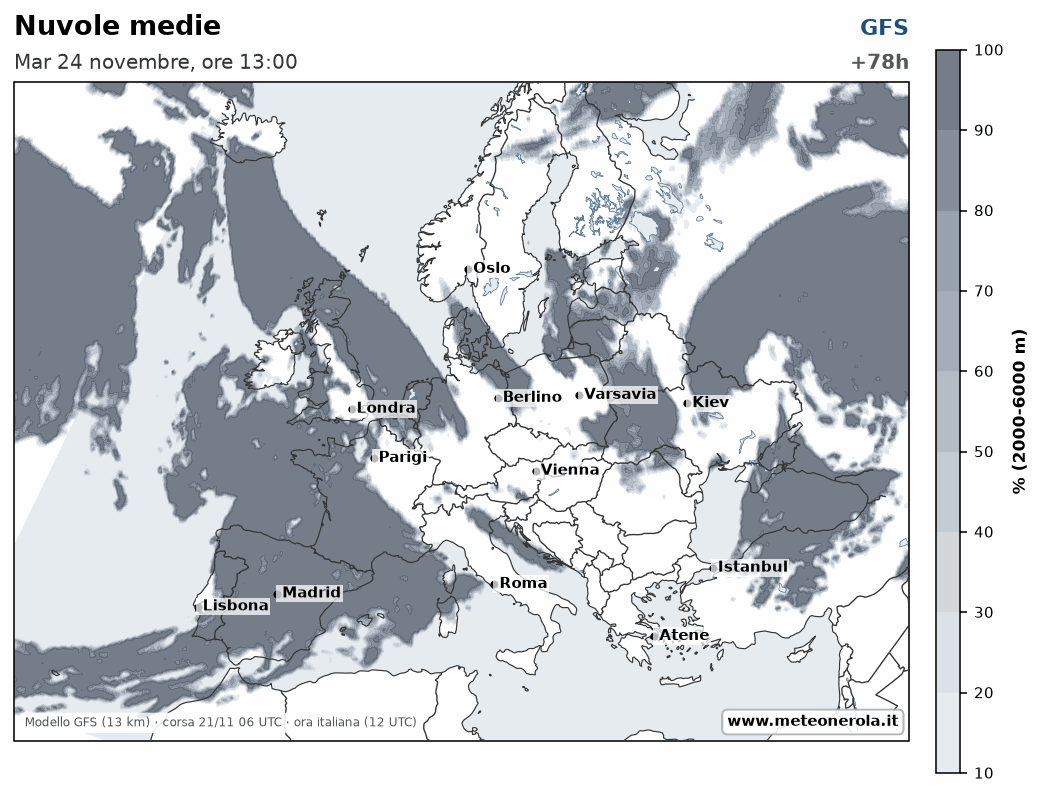 Nuvole medie
GFS
Mar 24 novembre, ore 13:00
+78h
100
90
80
70
60
50
40
30
20
10
% (2000-6000 m)
Oslo
Berlino
Varsavia
Kiev
Londra
Parigi
Vienna
Istanbul
Roma
Madrid
Lisbona
Atene
Modello GFS (13 km) · corsa 21/11 06 UTC · ora italiana (12 UTC)
www.meteonerola.it